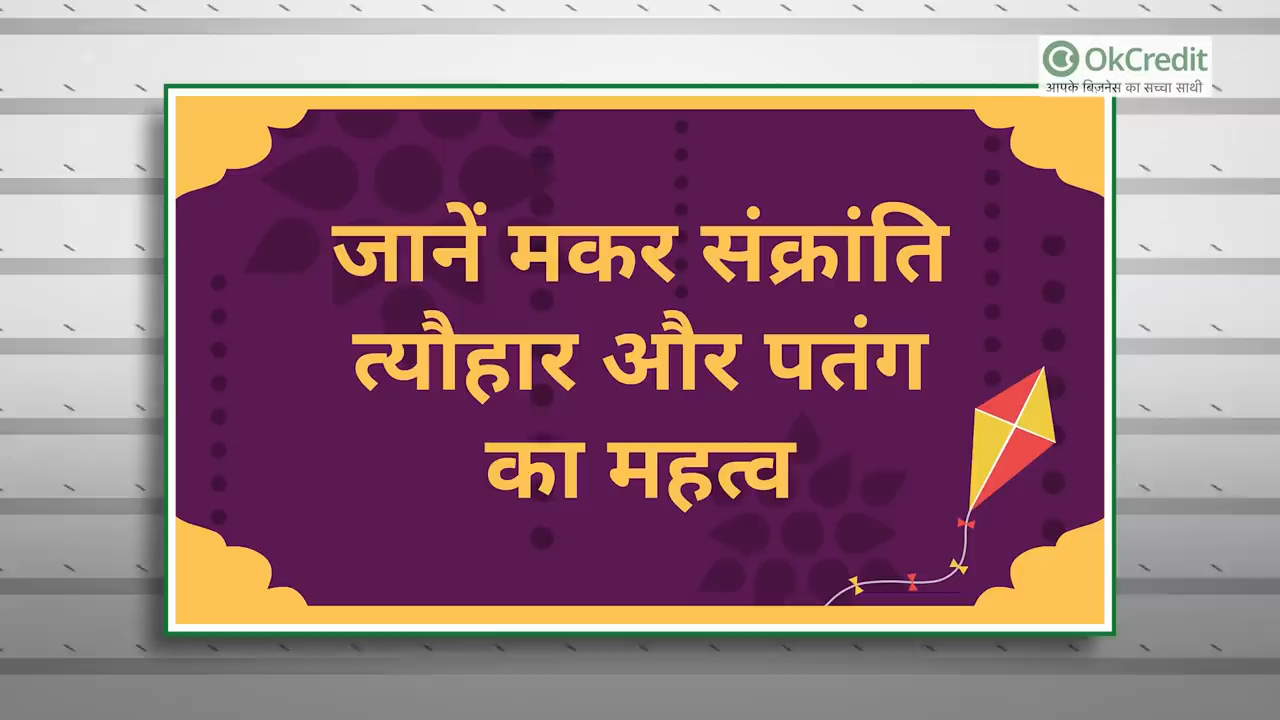 OkCredit
आपके बिज़नेस का सच्चा साथी
जानें मकर संक्रांति
त्यौहार और पतंग
का महत्व